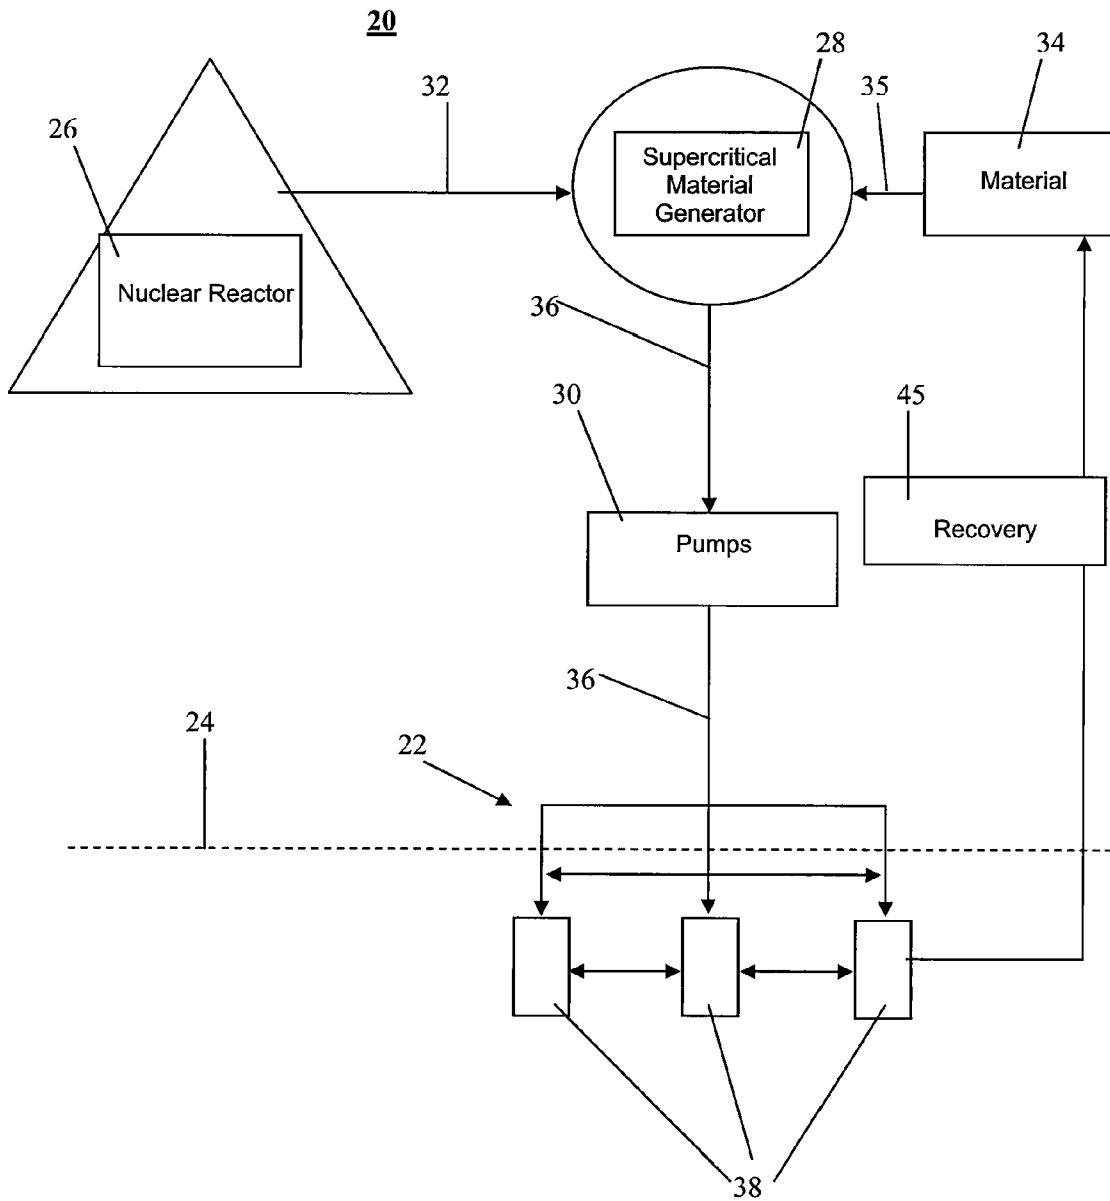 20
28
34
32
35
26
Supercritical
Material
Generator
Material
Nuclear Reactor
36
30
45
Pumps
Recovery
36
24
22
38